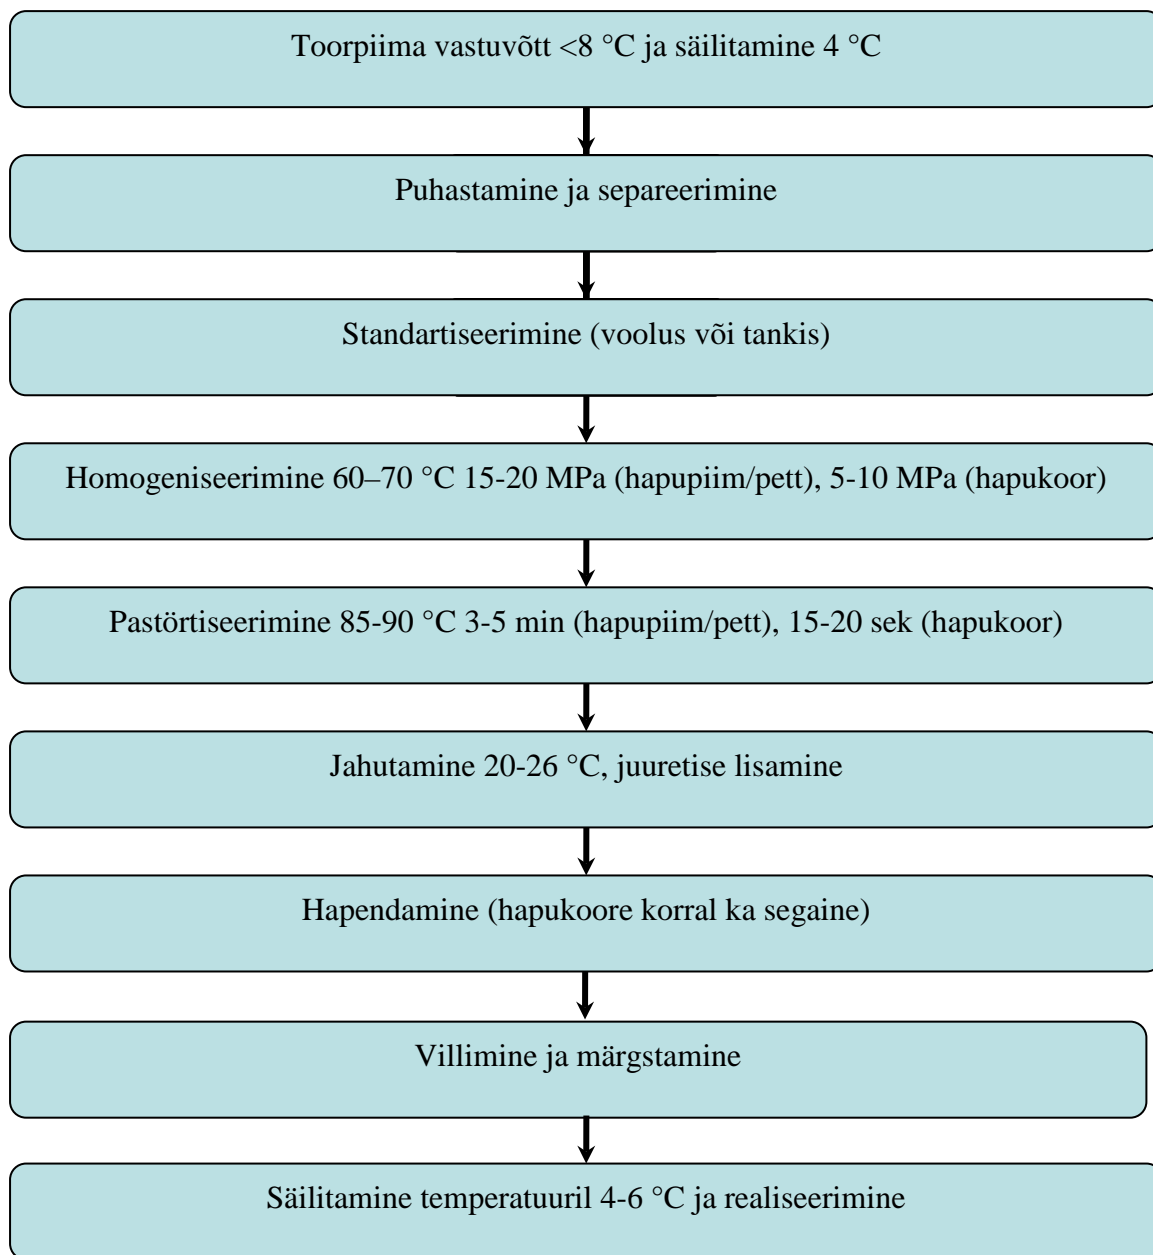 Toorpiima vastuvõtt <8 °C ja säilitamine 4 °C
Puhastamine ja separeerimine
Standartiseerimine (voolus või tankis)
Homogeniseerimine 60–70 °C 15-20 MPa (hapupiim/pett), 5-10 MPa (hapukoor)
Pastörtiseerimine 85-90 °C 3-5 min (hapupiim/pett), 15-20 sek (hapukoor)
Jahutamine 20-26 °C, juuretise lisamine
Hapendamine (hapukoore korral ka segaine)
Villimine ja märgstamine
Säilitamine temperatuuril 4-6 °C ja realiseerimine